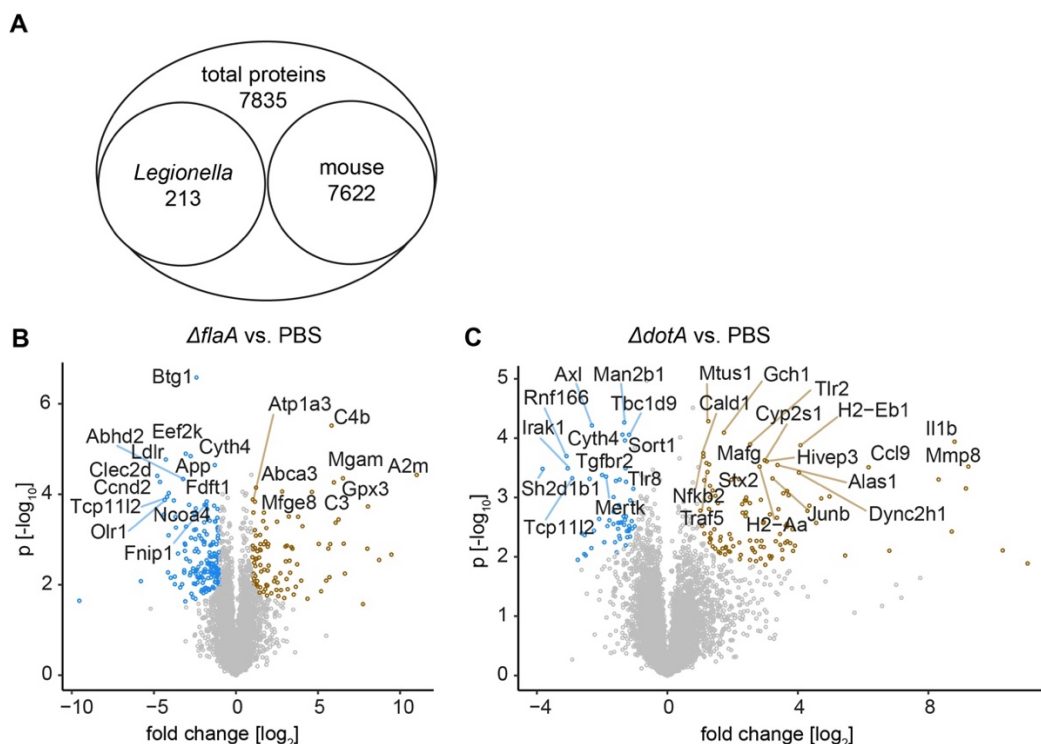 A
total proteins
7835
Legionella
213
mouse
7622
B
ΔflaA vs. PBS
Btg1
Atp1a3
C4b
Eef2k
Abhd2
Cyth4
Ldlr
Mgam
A2m
App
Clec2d
Abca3
Fdft1
Gpx3
Ccnd2
Mfge8
C3
Tcp11l2
Ncoa4
Olr1
Fnip1
p [-log10]
6
4
2
0
−10
−5
0
5
10
fold change [log2]
C
ΔdotA vs. PBS
Axl
Man2b1
Mtus1
Gch1
Tlr2
Rnf166
Tbc1d9
Cald1
Cyp2s1
H2−Eb1
Irak1
Il1b
Cyth4
Sort1
Mafg
Hivep3
Ccl9
Mmp8
Tgfbr2
Stx2
Alas1
Sh2d1b1
Tlr8
Nfkb2
Junb
Mertk
Dync2h1
Tcp11l2
Traf5
H2−Aa
p [-log10]
5
4
3
2
1
0
−4
0
4
8
fold change [log2]